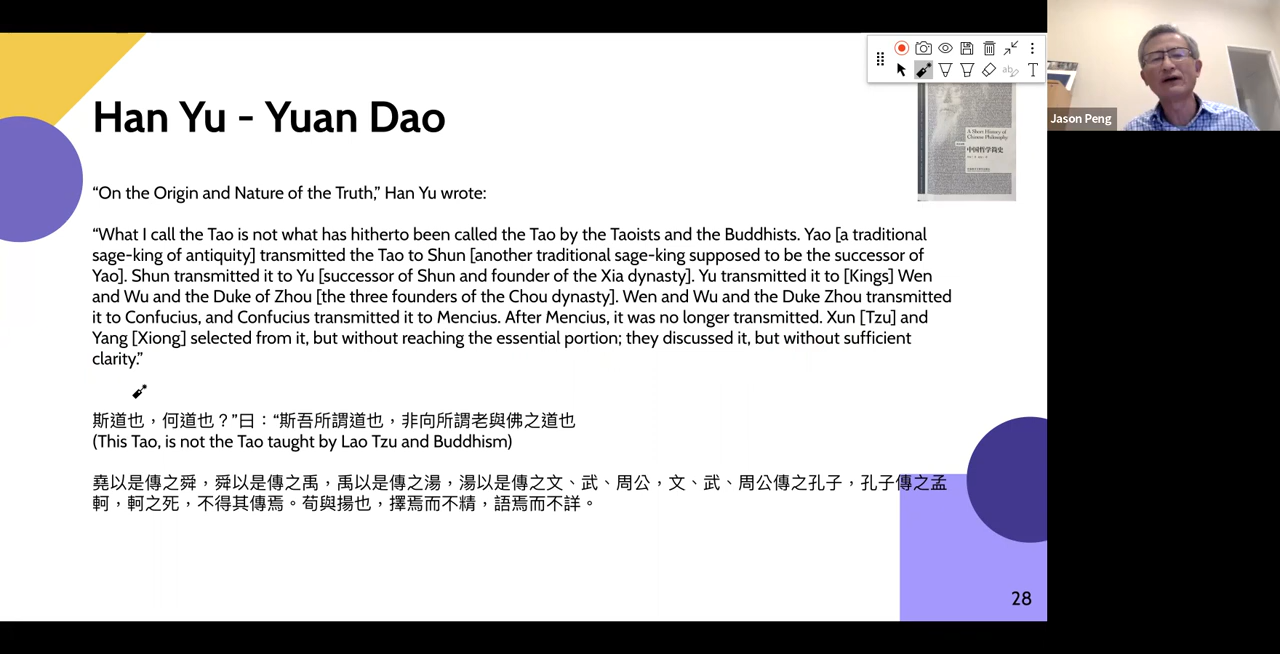 Han Yu - Yuan Dao
“On the Origin and Nature of the Truth,” Han Yu wrote:
“What I call the Tao is not what has hitherto been called the Tao by the Taoists and the Buddhists. Yao [a traditional
sage-king of antiquity] transmitted the Tao to Shun [another traditional sage-king supposed to be the successor of
Yao]. Shun transmitted it to Yu [successor of Shun and founder of the Xia dynasty]. Yu transmitted it to [Kings] Wen
and Wu and the Duke of Zhou [the three founders of the Chou dynasty]. Wen and Wu and the Duke Zhou transmitted
it to Confucius, and Confucius transmitted it to Mencius. After Mencius, it was no longer transmitted. Xun [Tzu] and
Yang [Xiong] selected from it, but without reaching the essential portion; they discussed it, but without sufficient
clarity.”
斯道也，何道也？”曰：“斯吾所謂道也，非向所謂老與佛之道也
(This Tao, is not the Tao taught by Lao Tzu and Buddhism)
堯以是傳之舜，舜以是傳之禹，禹以是傳之湯，湯以是傳之文、武、周公，文、武、周公傳之孔子，孔子傳之孟
軻，軻之死，不得其傳焉。荀與揚也，擇焉而不精，語焉而不詳。
28
A Short History of
Chinese Philosophy
中国哲学简史
ab
T
Jason Peng